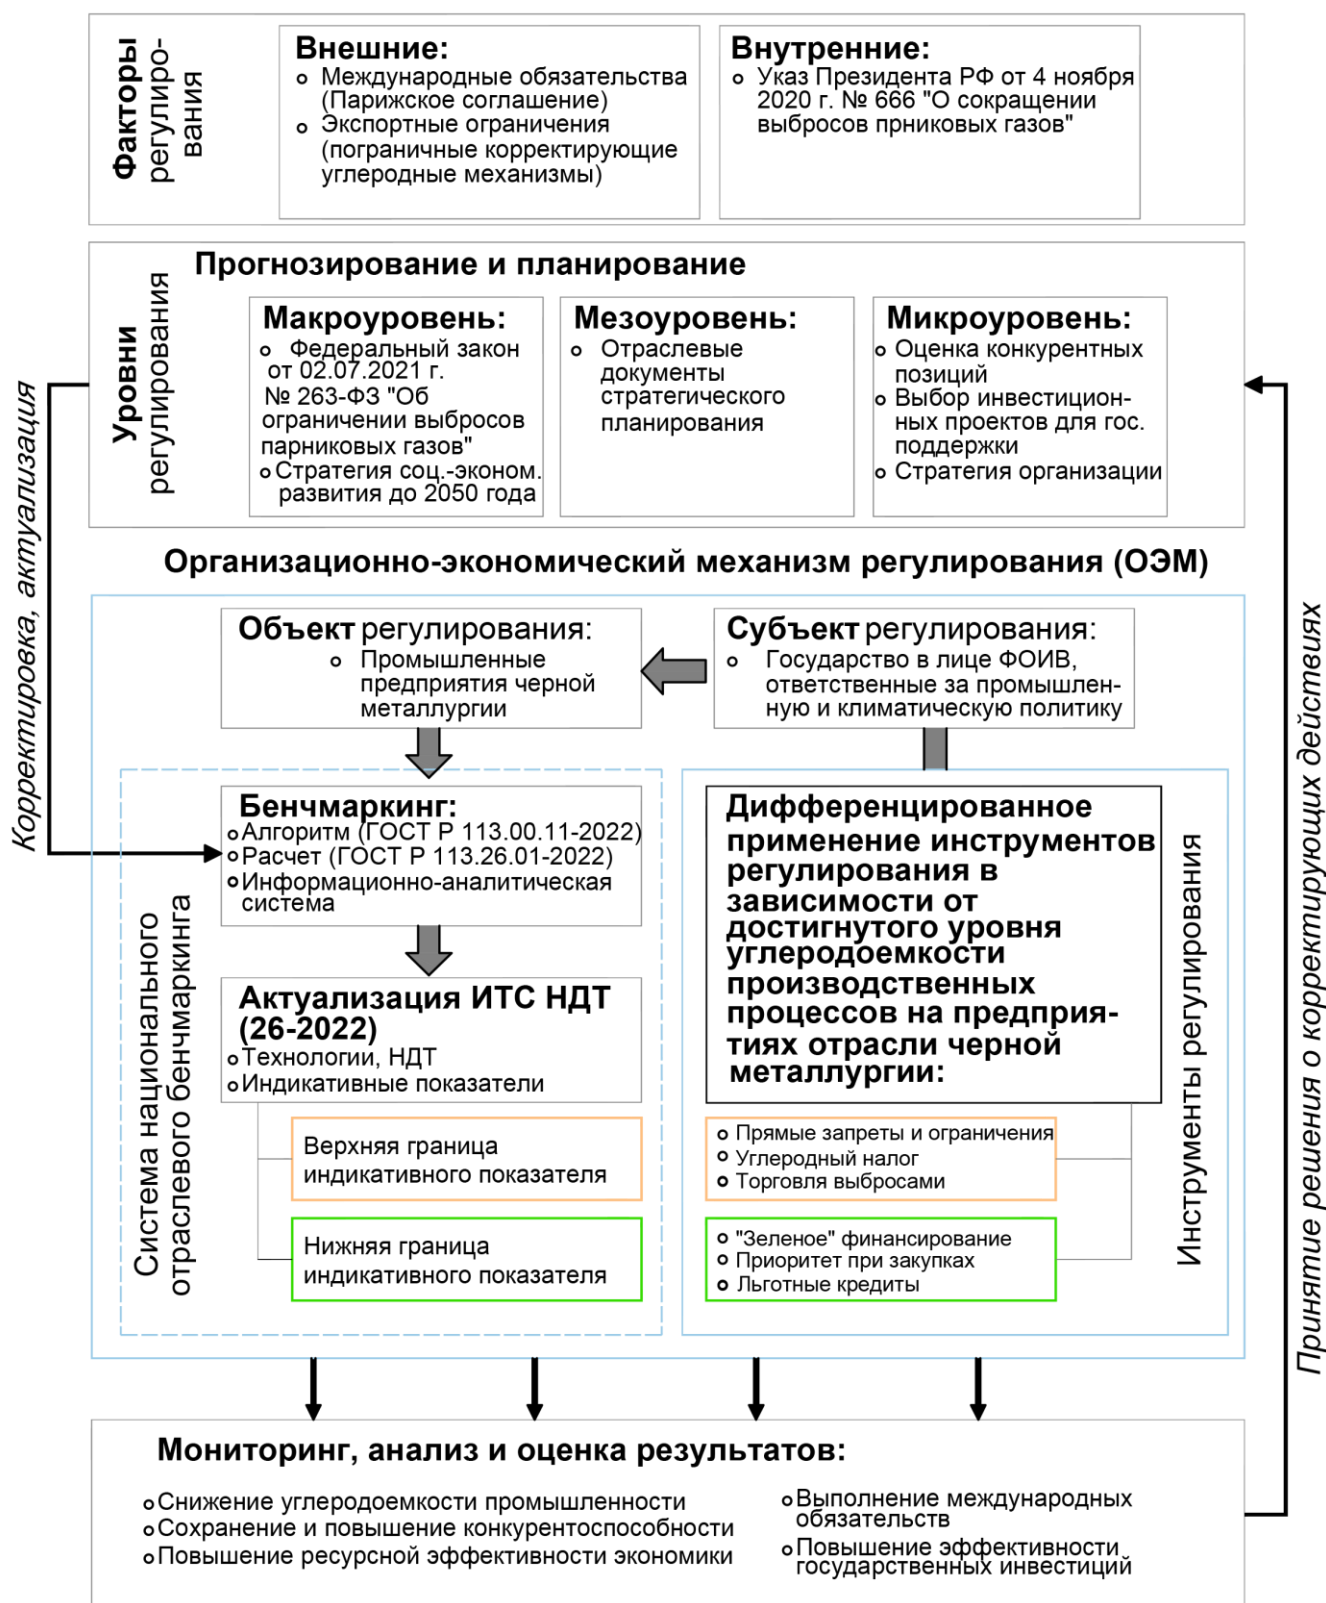 Факторы
регулиро-
вания
Внешние:
Международные обязательства
(Парижское соглашение)
Экспортные ограничения
(пограничные корректирующие
углеродные механизмы)
Внутренние:
Указ Президента РФ от 4 ноября
2020 г. № 666 "О сокращении
выбросов прниковых газов"
Уровни
регулирования
Прогнозирование и планирование
Макроуровень:
Федеральный закон
от 02.07.2021 г.
№ 263-ФЗ "Об
ограничении выбросов
парниковых газов"
Стратегия соц.-эконом.
развития до 2050 года
Мезоуровень:
Отраслевые
документы
стратегического
планирования
Микроуровень:
Оценка конкурентных
позиций
Выбор инвестицион-
ных проектов для гос.
поддержки
Стратегия организации
Корректировка, актуализация
Принятие решения о корректирующих действиях
Организационно-экономический механизм регулирования (ОЭМ)
Объект регулирования:
Промышленные
предприятия черной
металлургии
Субъект регулирования:
Государство в лице ФОИВ,
ответственные за промышлен-
ную и климатическую политику
Система национального
отраслевого бенчмаркинга
Бенчмаркинг:
Алгоритм (ГОСТ Р 113.00.11-2022)
Расчет (ГОСТ Р 113.26.01-2022)
Информационно-аналитическая
система
Актуализация ИТС НДТ
(26-2022)
Технологии, НДТ
Индикативные показатели
Верхняя граница
индикативного показателя
Нижняя граница
индикативного показателя
Дифференцированное
применение инструментов
регулирования в
зависимости от
достигнутого уровня
углеродоемкости
производственных
процессов на предприя-
тиях отрасли черной
металлургии:
Прямые запреты и ограничения
Углеродный налог
Торговля выбросами
"Зеленое" финансирование
Приоритет при закупках
Льготные кредиты
Инструменты регулирования
Мониторинг, анализ и оценка результатов:
Снижение углеродоемкости промышленности
Сохранение и повышение конкурентоспособности
Повышение ресурсной эффективности экономики
Выполнение международных
обязательств
Повышение эффективности
государственных инвестиций